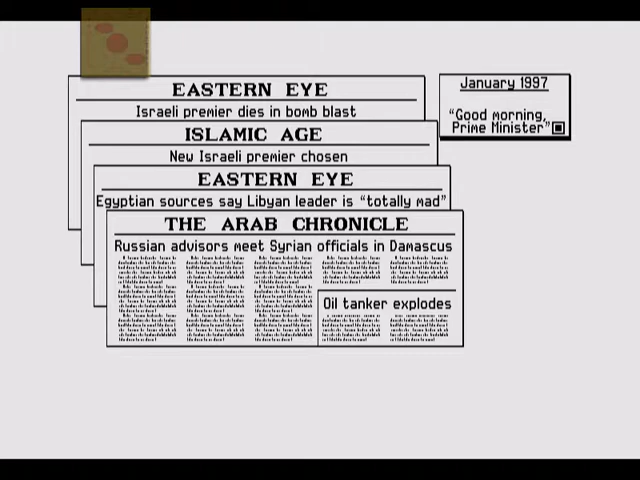 EASTERN EYE
Israeli premier dies in bomb blast
ISLAMIC AGE
New Israeli premier chosen
EASTERN EYE
Egyptian sources say Libyan leader is “totally mad”
THE ARAB CHRONICLE
Russian advisors meet Syrian officials in Damascus
Oil tanker explodes
January 1997
“Good morning,
Prime Minister”